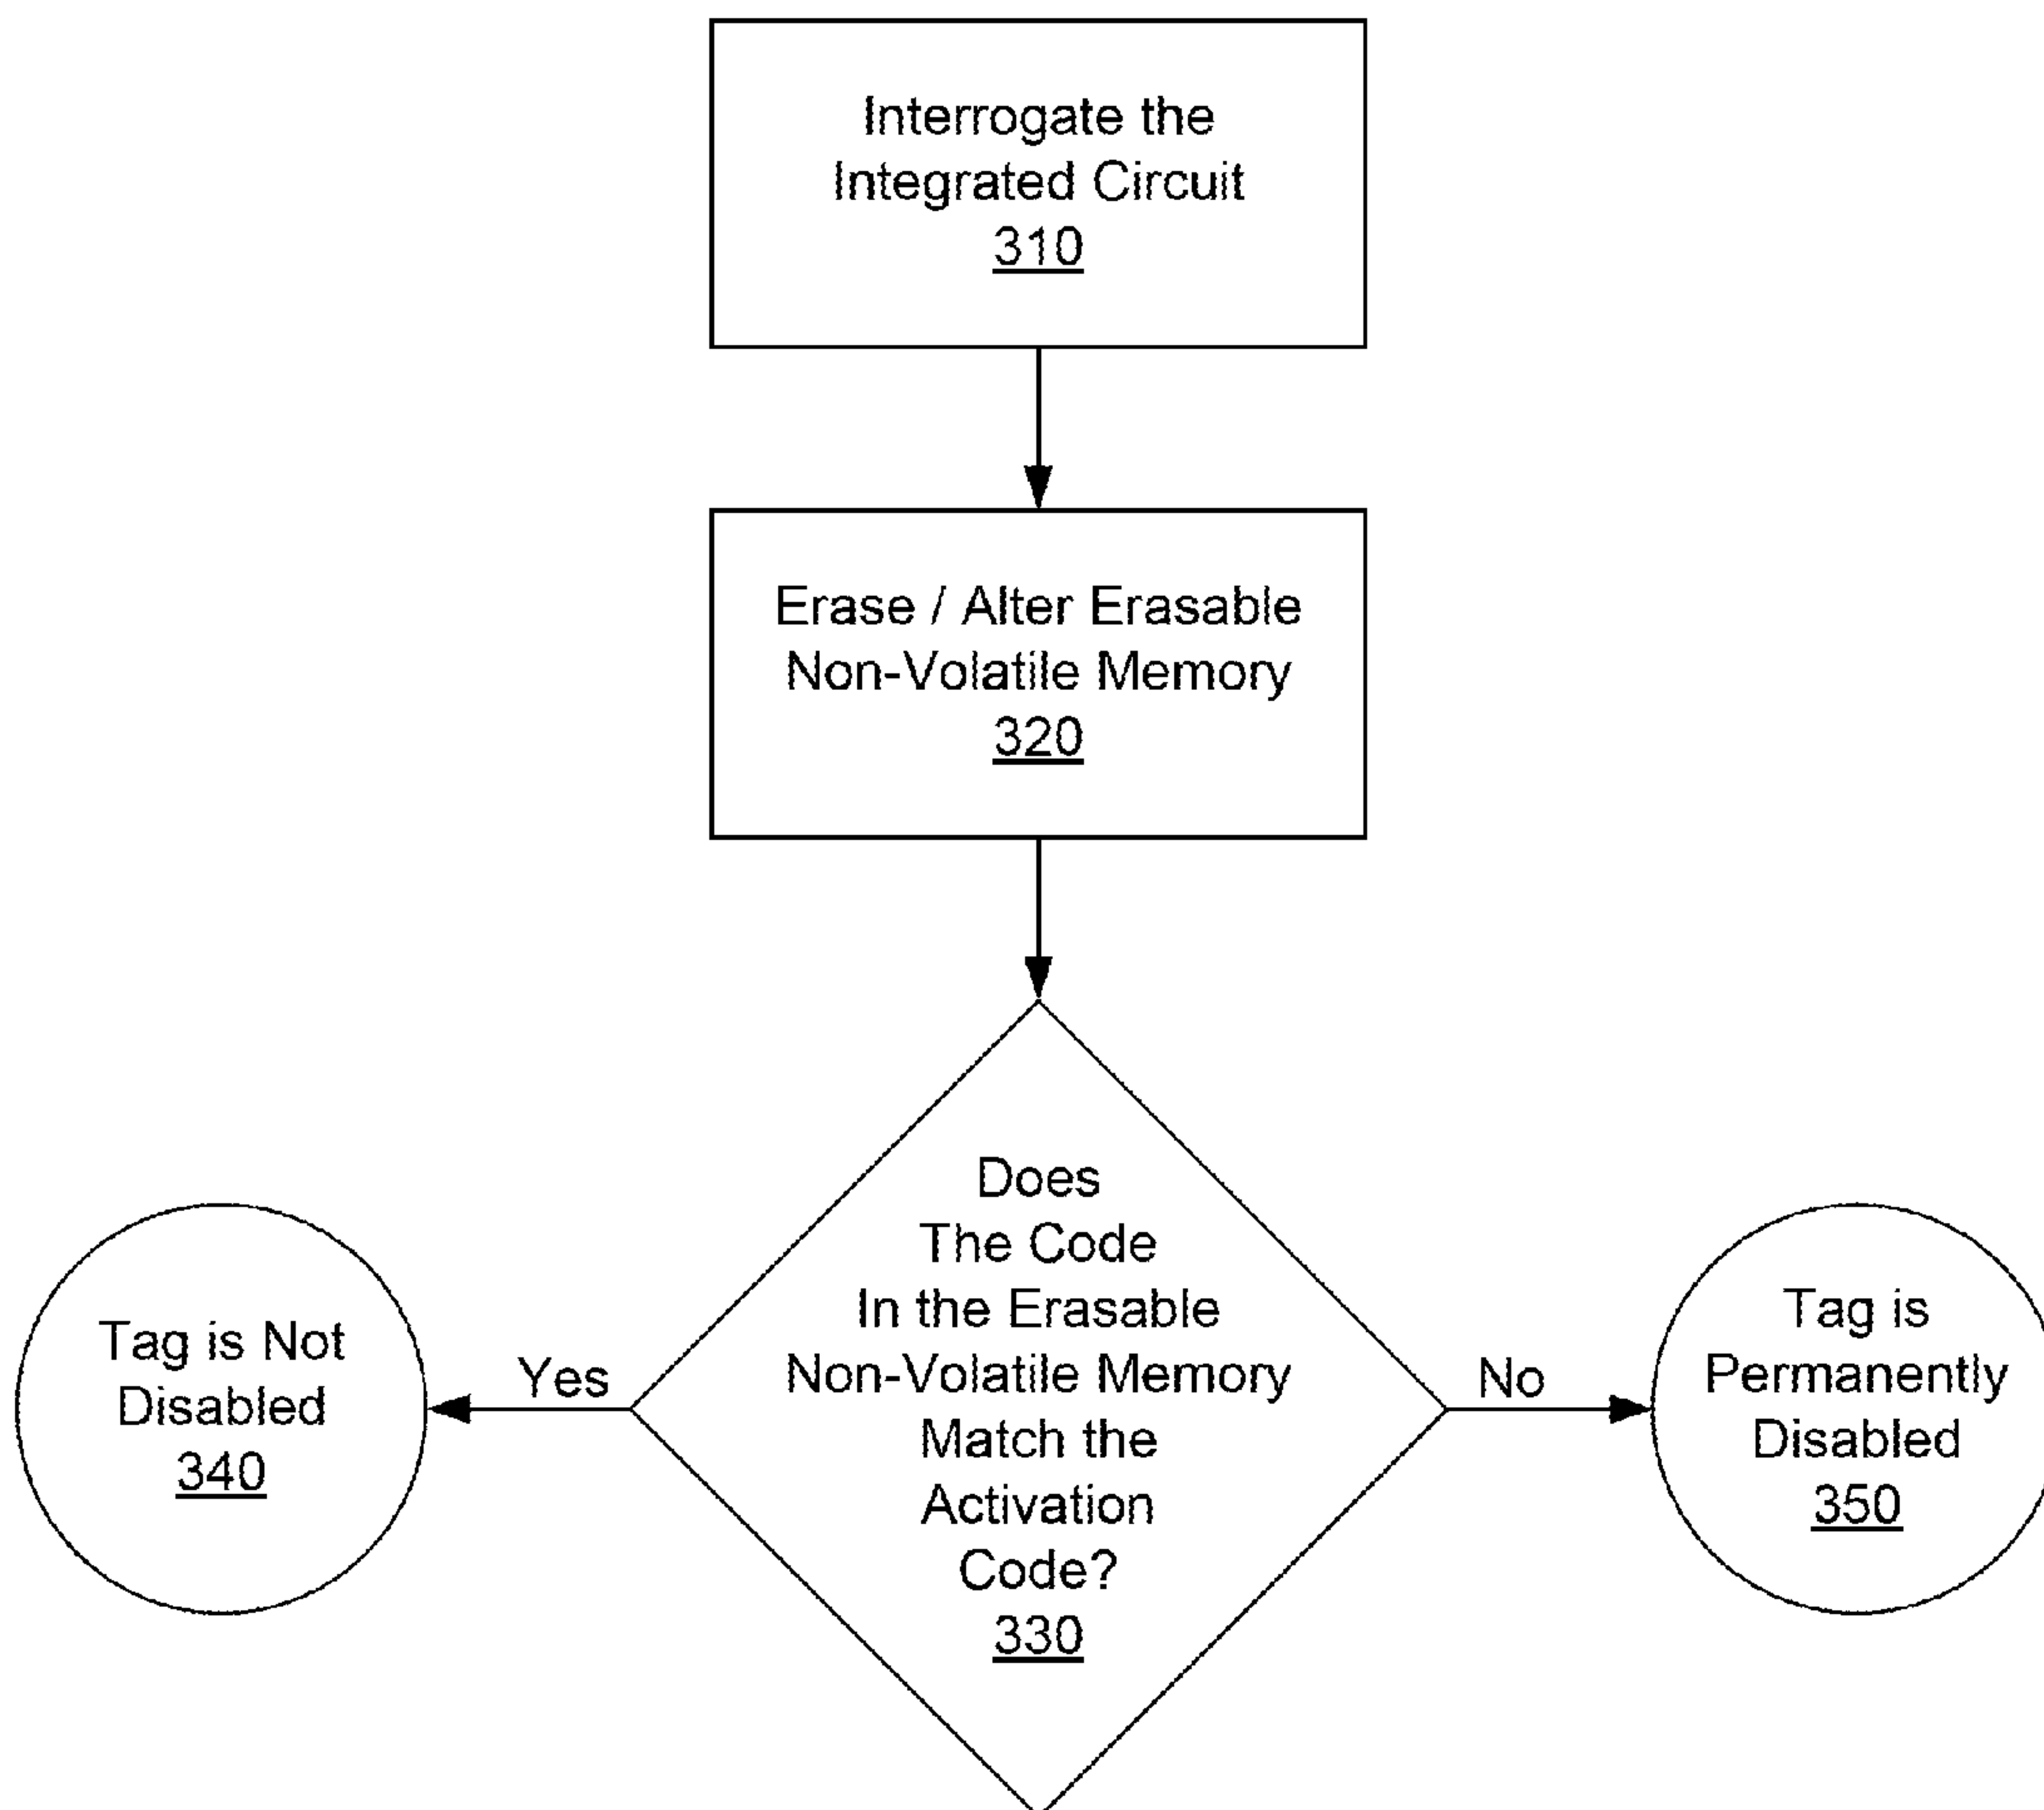 Interrogate the
Integrated Circuit
310
Erase / Alter Erasable
Non-Volatile Memory
320
Does
The Code
In the Erasable
Non-Volatile Memory
Match the
Activation
Code?
330
Yes
Tag is Not
Disabled
340
No
Tag is
Permanently
Disabled
350